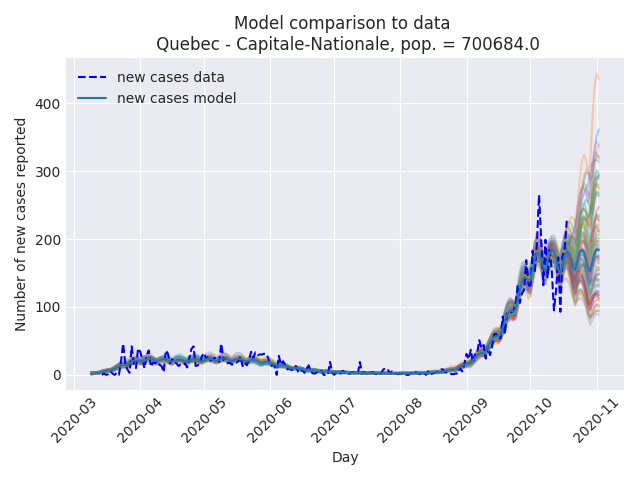 Model comparison to data
Quebec - Capitale-Nationale, pop. = 700684.0
new cases data
new cases model
Number of new cases reported
400
300
200
100
0
2020-03
2020-04
2020-05
2020-06
2020-07
2020-08
2020-09
2020-10
2020-11
Day